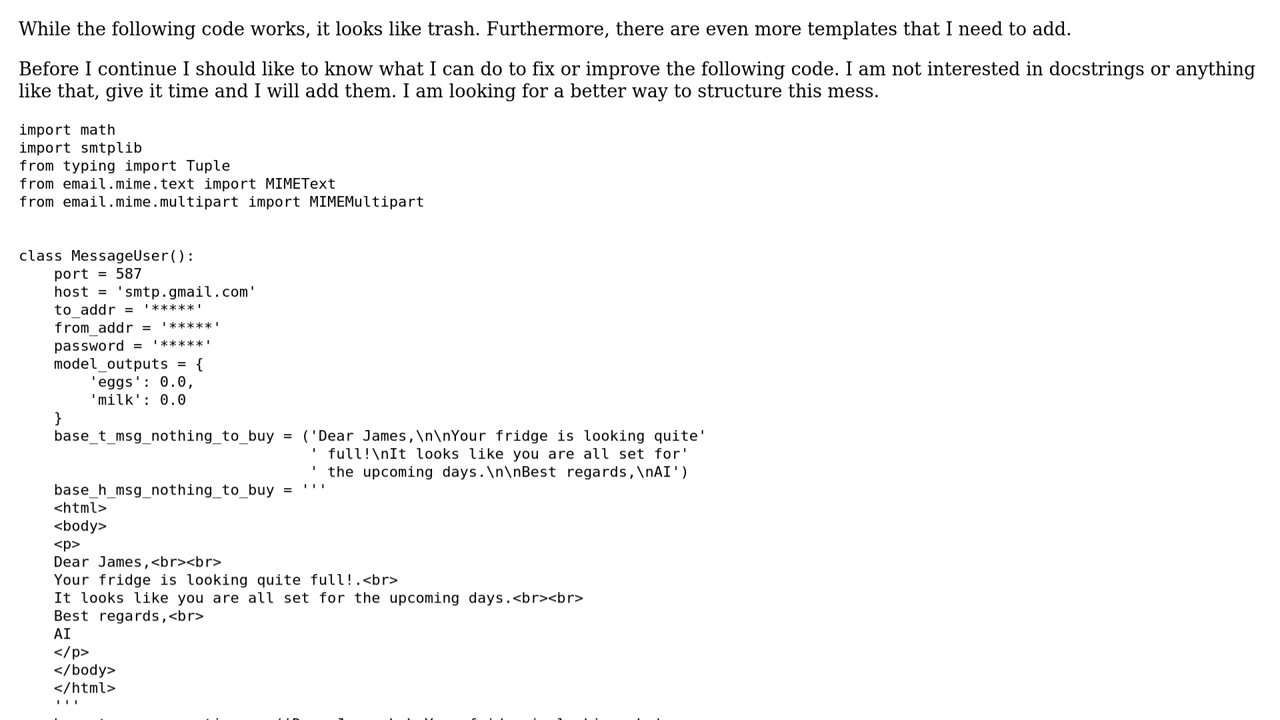 While the following code works, it looks like trash. Furthermore, there are even more templates that I need to add.
Before I continue I should like to know what I can do to fix or improve the following code. I am not interested in docstrings or anything
like that, give it time and I will add them. I am looking for a better way to structure this mess.
import math
import smtplib
from typing import Tuple
from email.mime.text import MIMEText
from email.mime.multipart import MIMEMultipart
class MessageUser():
    port = 587
    host = 'smtp.gmail.com'
    to_addr = '*****'
    from_addr = '*****'
    password = '*****'
    model_outputs = {
        'eggs': 0.0,
        'milk': 0.0
    }
    base_t_msg_nothing_to_buy = ('Dear James,\n\nYour fridge is looking quite'
                                 ' full!\nIt looks like you are all set for'
                                 ' the upcoming days.\n\nBest regards,\nAI')
    base_h_msg_nothing_to_buy = '''
    <html>
    <body>
    <p>
    Dear James,<br><br>
    Your fridge is looking quite full!.<br>
    It looks like you are all set for the upcoming days.<br><br>
    Best regards,<br>
    AI
    </p>
    </body>
    </html>
    '''